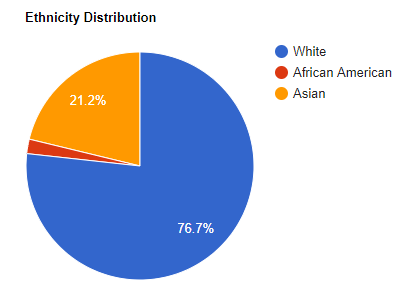 Ethnicity Distribution
White
African American
Asian
21.2%
76.7%